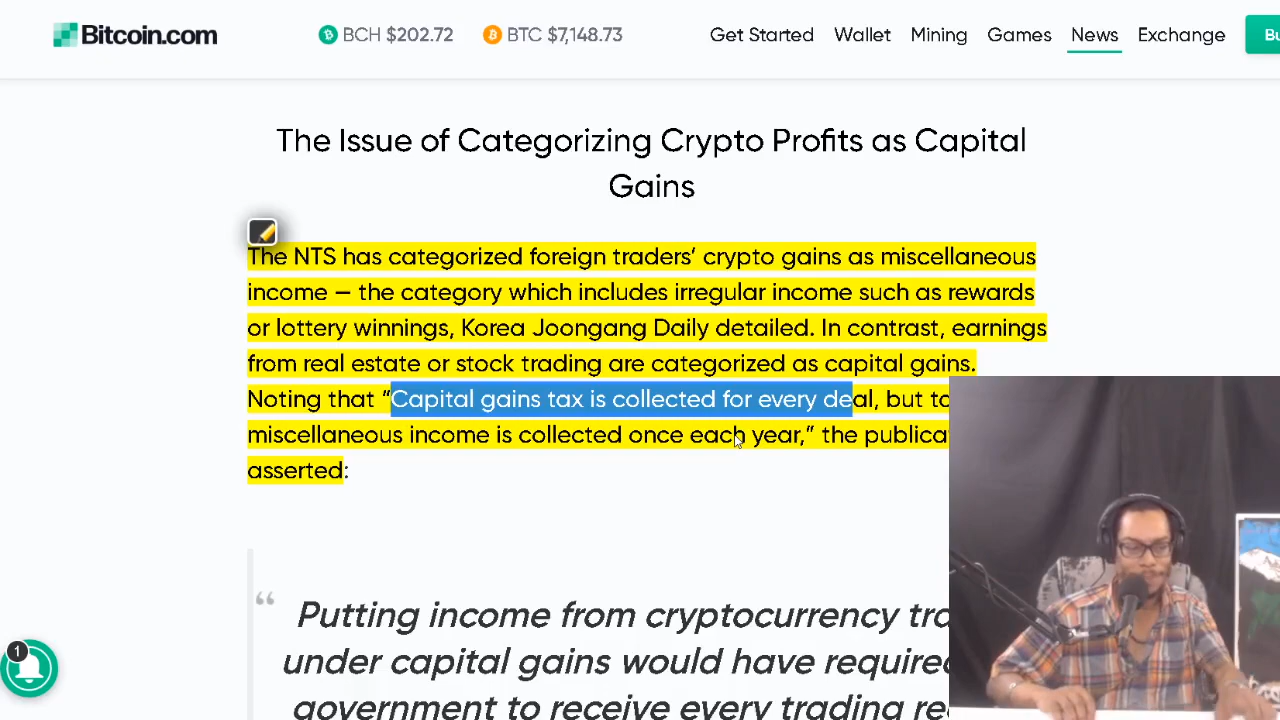 Bitcoin.com BCH $202.72 BTC $7,148.73 Get Started Wallet Mining Games News Exchange
The Issue of Categorizing Crypto Profits as Capital
Gains
The NTS has categorized foreign traders’ crypto gains as miscellaneous
income — the category which includes irregular income such as rewards
or lottery winnings, Korea Joongang Daily detailed. In contrast, earnings
from real estate or stock trading are categorized as capital gains.
Noting that “Capital gains tax is collected for every deal, but
miscellaneous income is collected once each year,” the
asserted:
“
Putting income from cryptocurrency
under capital gains would have
government to receive every trading
1